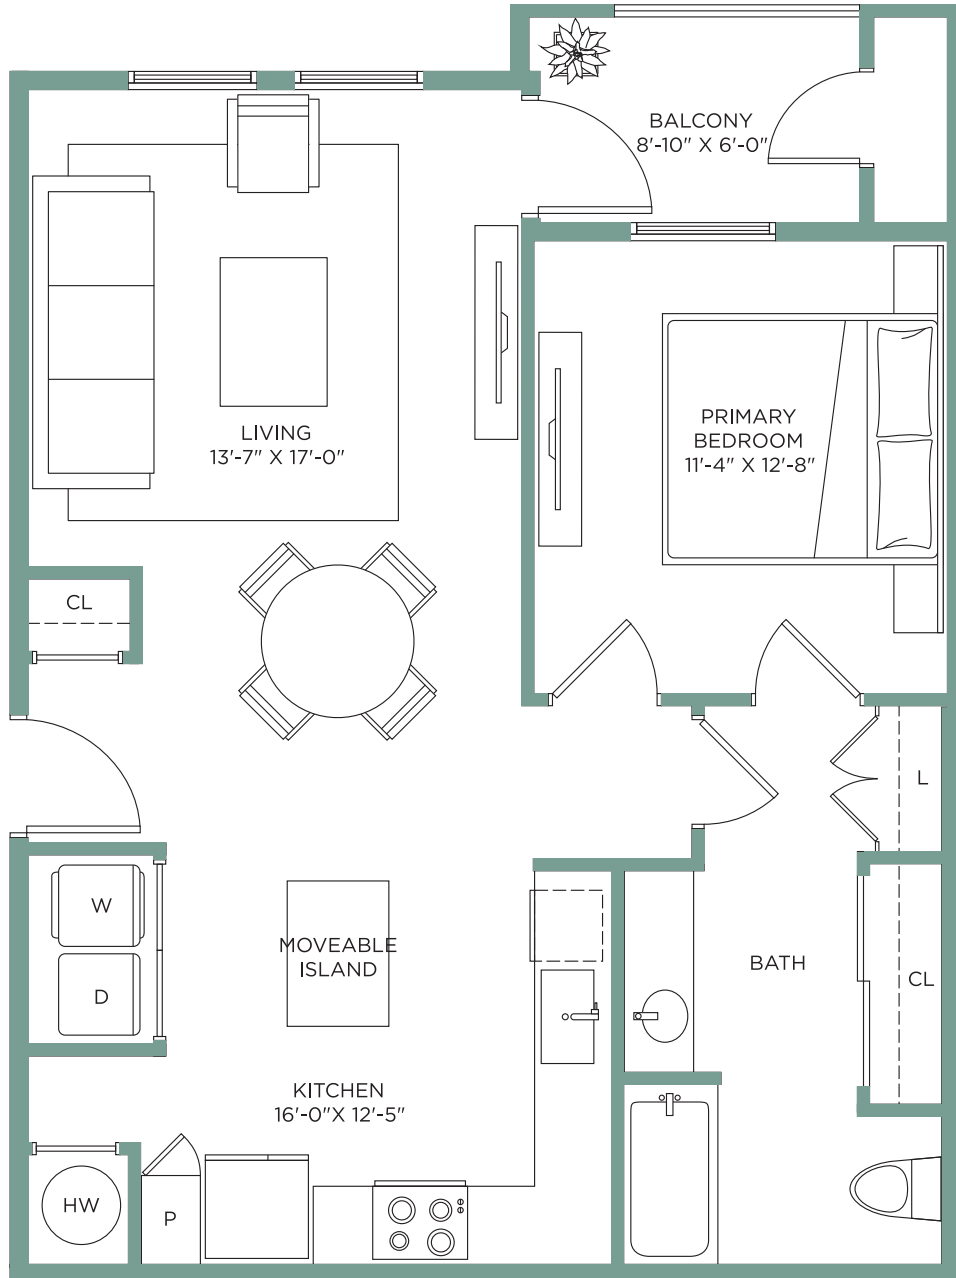 BALCONY
8'-10" X 6'-0"
LIVING
13'-7" X 17'-0"
PRIMARY
BEDROOM
11'-4" X 12'-8"
CL
L
W
D
MOVEABLE
ISLAND
BATH
CL
KITCHEN
16'-0"X 12'-5"
HW
P